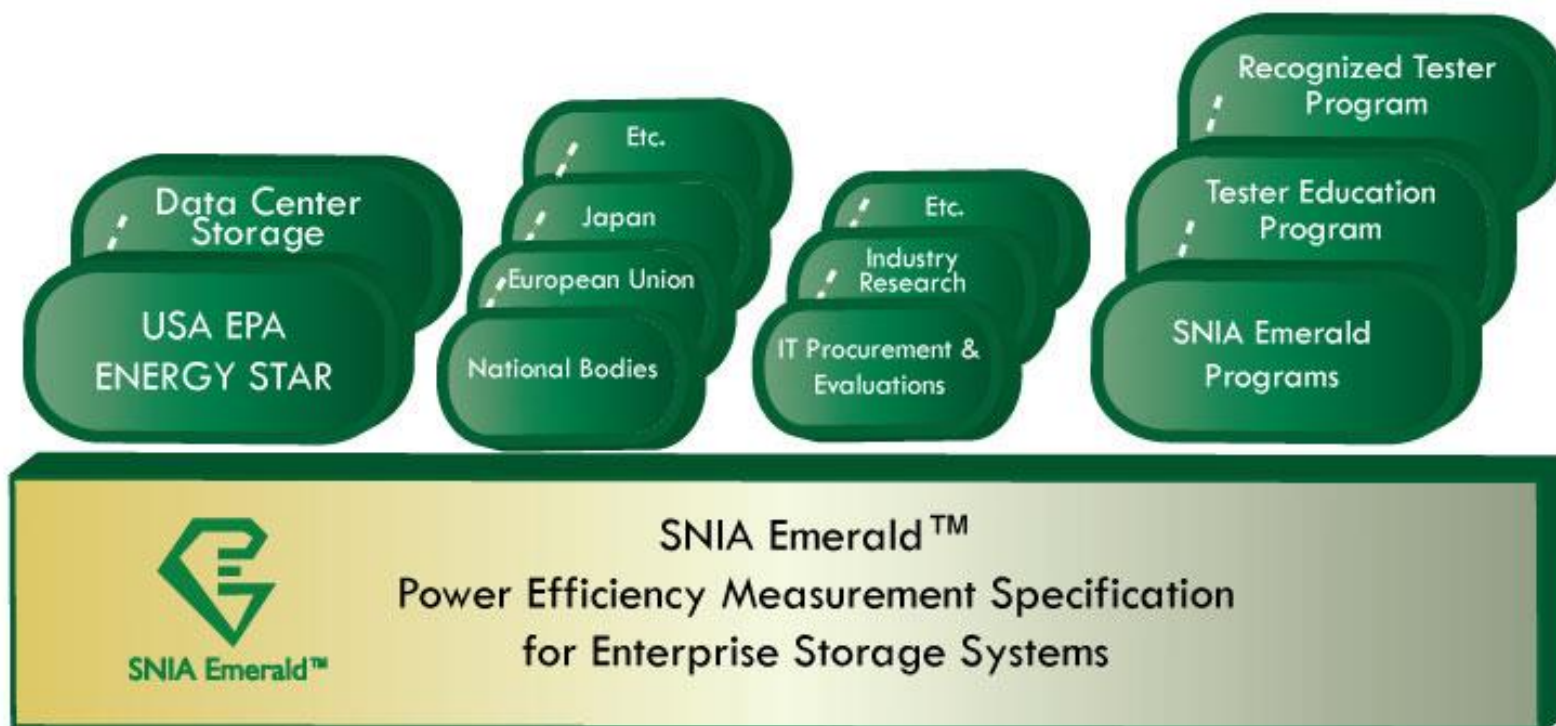 Data Center
Storage
USA EPA
ENERGY STAR
Etc.
Japan
European Union
National Bodies
Etc.
Industry
Research
IT Procurement &
Evaluations
Recognized Tester
Program
Tester Education
Program
SNIA Emerald
Programs
SNIA Emerald™
SNIA Emerald™
Power Efficiency Measurement Specification
for Enterprise Storage Systems